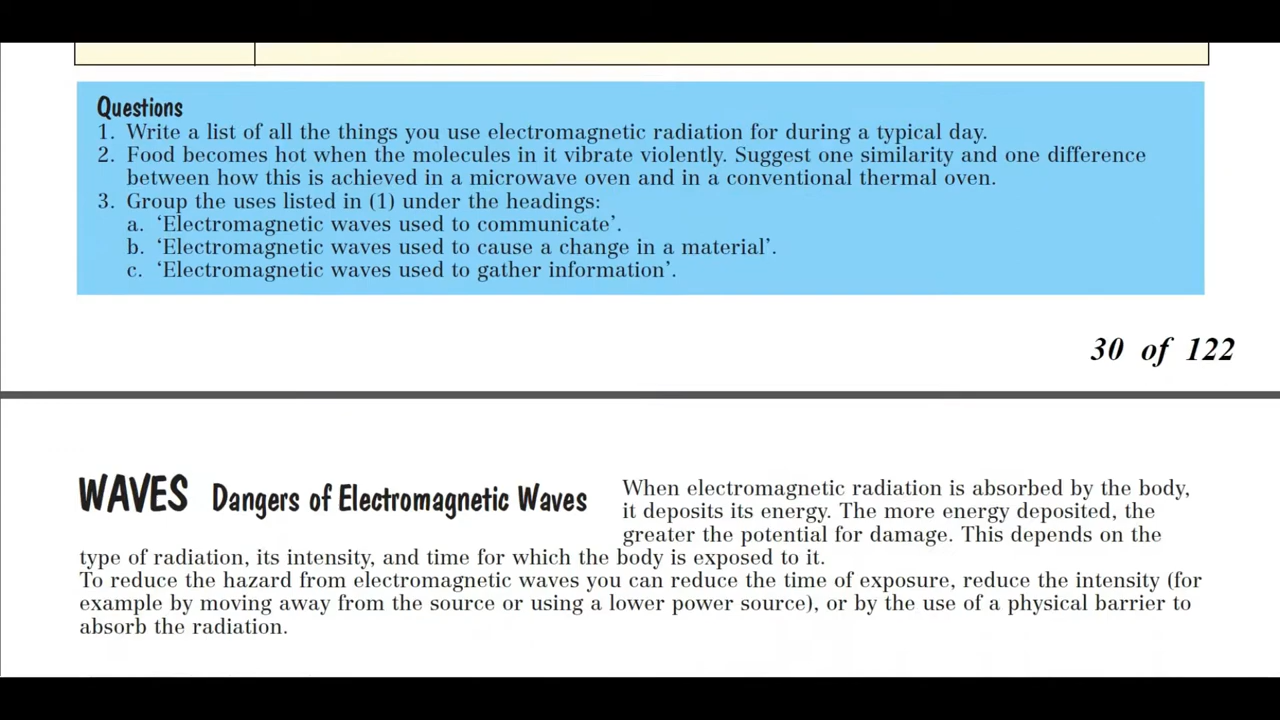 Questions
1. Write a list of all the things you use electromagnetic radiation for during a typical day.
2. Food becomes hot when the molecules in it vibrate violently. Suggest one similarity and one difference
between how this is achieved in a microwave oven and in a conventional thermal oven.
3. Group the uses listed in (1) under the headings:
a. ‘Electromagnetic waves used to communicate’.
b. ‘Electromagnetic waves used to cause a change in a material’.
c. ‘Electromagnetic waves used to gather information’.
30 of 122
WAVES Dangers of Electromagnetic Waves
When electromagnetic radiation is absorbed by the body,
it deposits its energy. The more energy deposited, the
greater the potential for damage. This depends on the
type of radiation, its intensity, and time for which the body is exposed to it.
To reduce the hazard from electromagnetic waves you can reduce the time of exposure, reduce the intensity (for
example by moving away from the source or using a lower power source), or by the use of a physical barrier to
absorb the radiation.